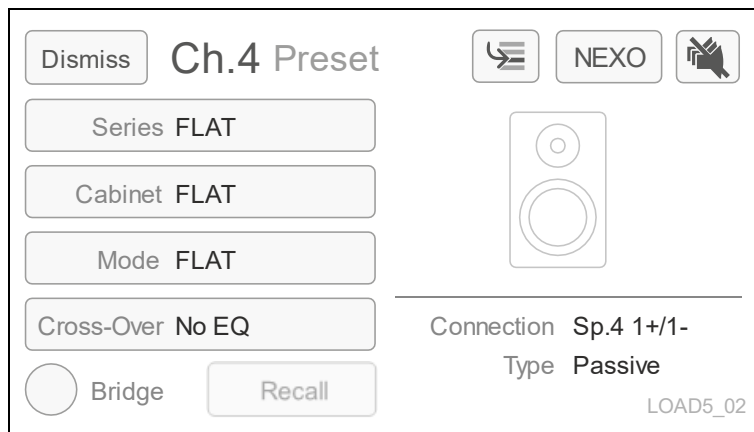 Dismiss Ch.4 Preset NEXO
Series FLAT
Cabinet FLAT
Mode FLAT
Cross-Over No EQ
Bridge Recall
Connection Sp.4 1+/1-
Type Passive
LOAD5_02